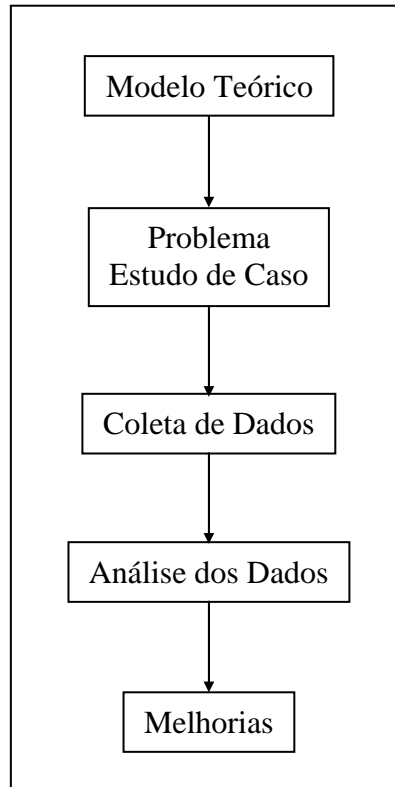 Modelo Teórico
Problema
Estudo de Caso
Coleta de Dados
Análise dos Dados
Melhorias